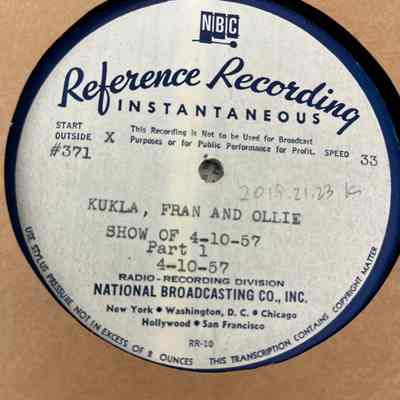 NBC
Reference Recording
INSTANTANEOUS
START
OUTSIDE X
#371
This Recording is Not to be Used for Broadcast
Purposes or for Public Performance for Profit.
SPEED 33
2019.21.23
KUKLA, FRAN AND OLLIE
SHOW OF 4-10-57
Part 1
4-10-57
RADIO-RECORDING DIVISION
NATIONAL BROADCASTING CO., INC.
New York • Washington, D. C. • Chicago
Hollywood • San Francisco
RR-10
USE STYLUS PRESSURE NOT IN EXCESS OF 2 OUNCES
THIS TRANSCRIPTION CONTAINS COPYRIGHT MATTER